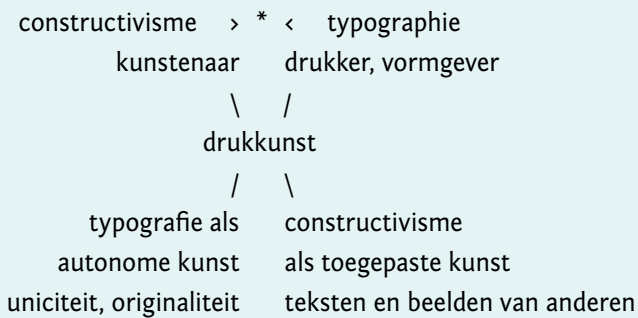 constructivisme › * ‹ typographie
kunstenaar drukker, vormgever
\ /
drukkunst
/ \
typografie als constructivisme
autonome kunst als toegepaste kunst
uniciteit, originaliteit teksten en beelden van anderen